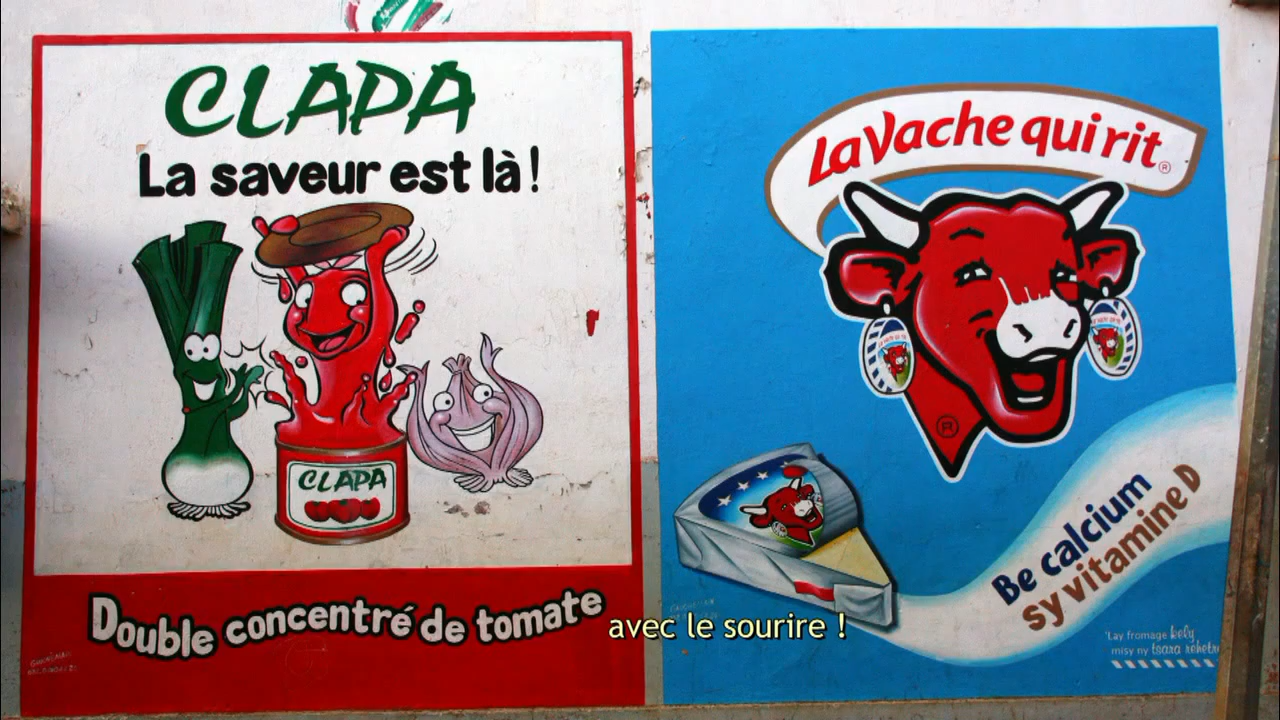 CLAPA
La saveur est là !
CLAPA
Double concentré de tomate
La Vache qui rit
®
®
Be calcium
sy vitamine D
"Lay fromage kely
misy ny tsara rehetra
avec le sourire !